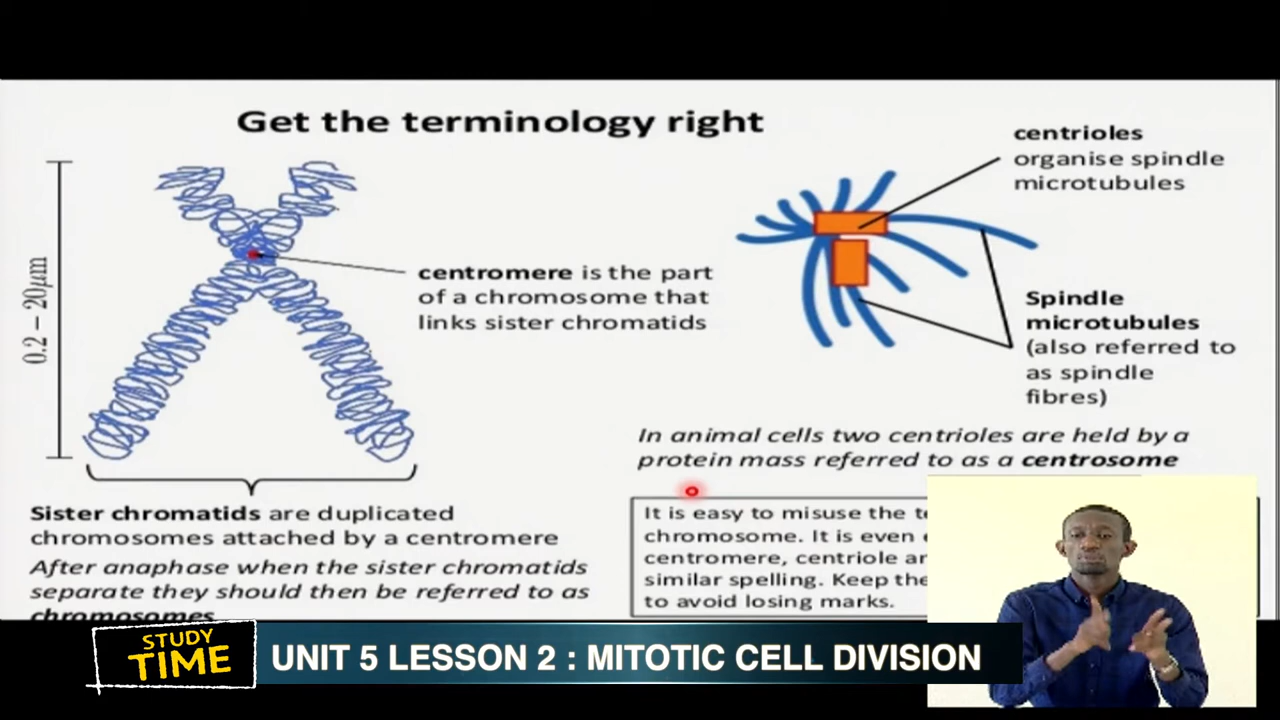 Get the terminology right
0.2 – 20μm
centromere is the part
of a chromosome that
links sister chromatids
centrioles
organise spindle
microtubules
Spindle
microtubules
(also referred to
as spindle
fibres)
In animal cells two centrioles are held by a
protein mass referred to as a centrosome
Sister chromatids are duplicated
chromosomes attached by a centromere
After anaphase when the sister chromatids
separate they should then be referred to as
chromosomes
It is easy to misuse the
chromosome. It is even
centromere, centriole
similar spelling. Keep
to avoid losing marks.
STUDY
TIME
UNIT 5 LESSON 2 : MITOTIC CELL DIVISION